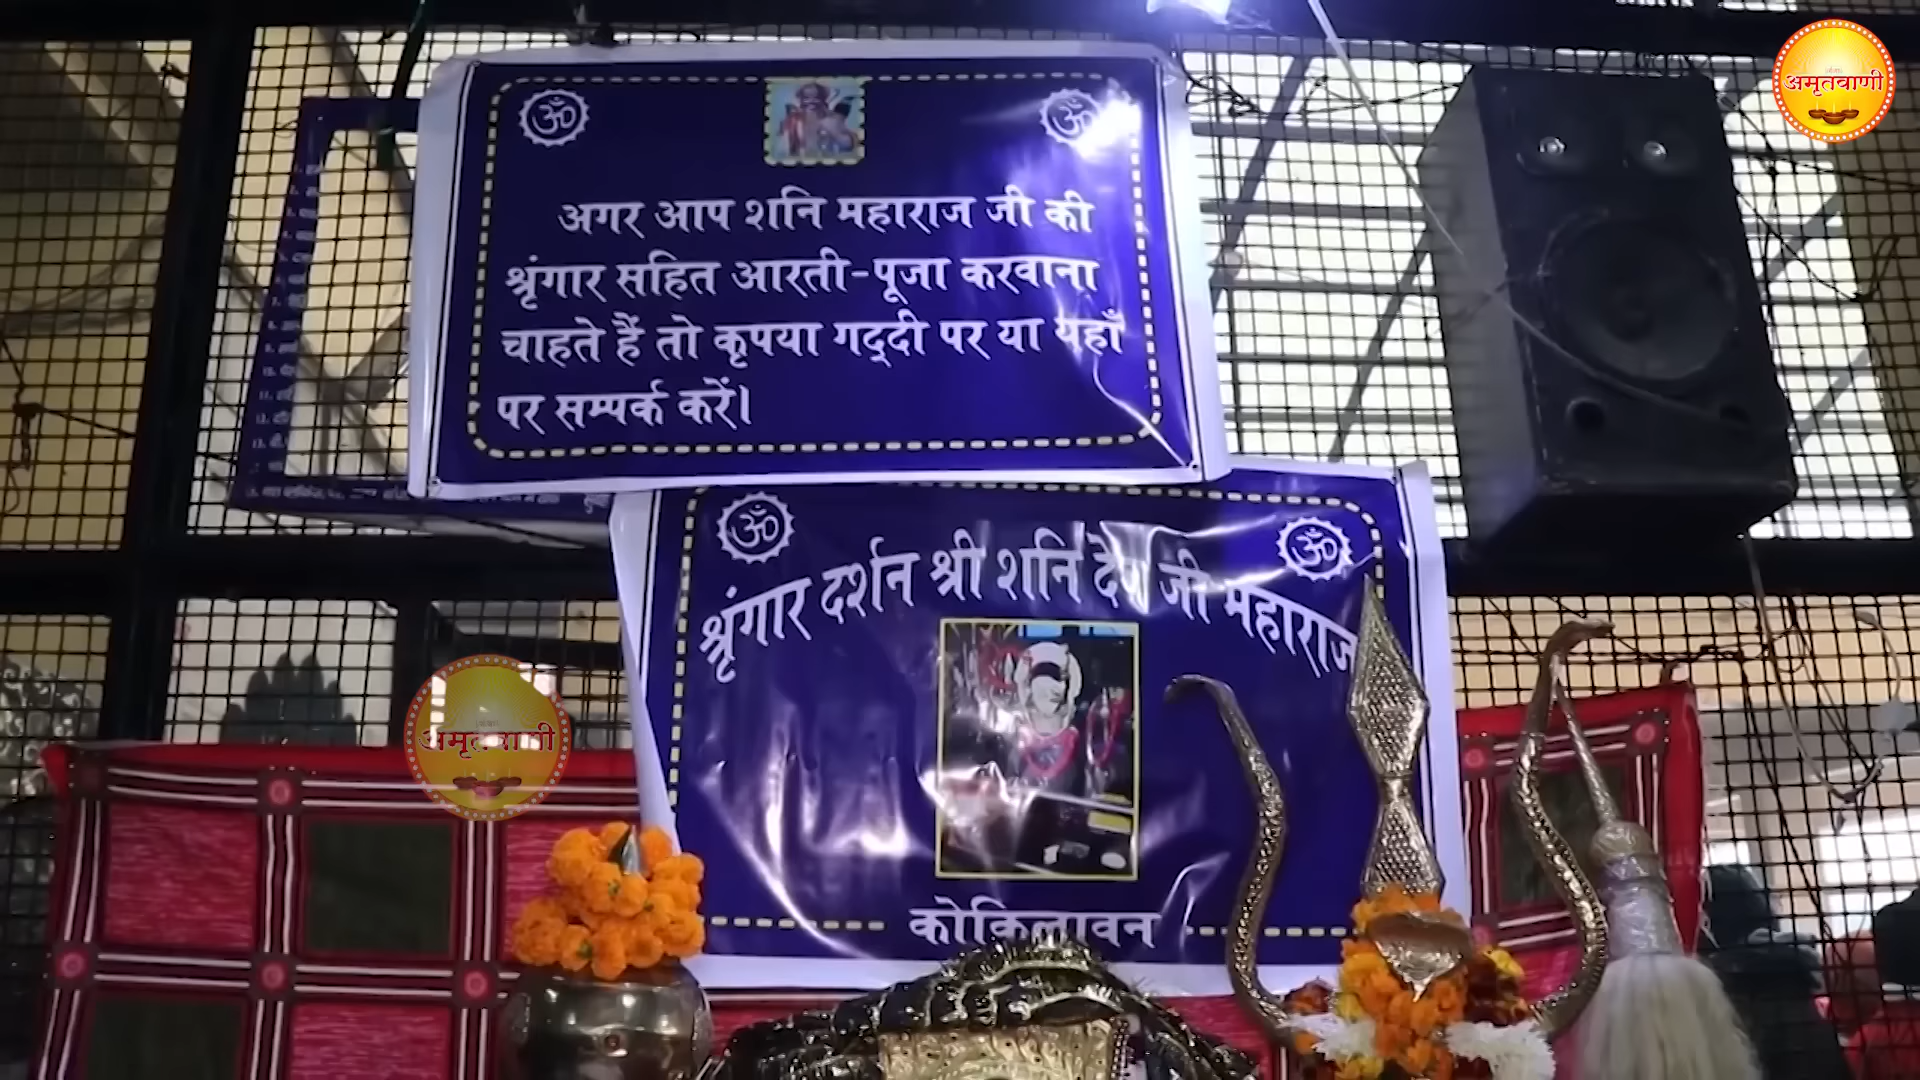 अमृतवाणी
अगर आप शनि महाराज जी की
श्रृंगार सहित आरती-पूजा करवाना
चाहते हैं तो कृपया गद्दी पर या यहाँ
पर सम्पर्क करें।
श्रृंगार दर्शन श्री शनि देव जी महाराज
अमृतवाणी
कोकिलावन